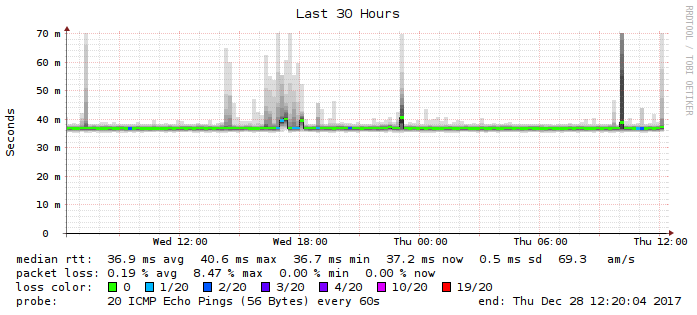 Last 30 Hours
RRDTOOL / TOBI OETIKER
Seconds
70 m
60 m
50 m
40 m
30 m
20 m
10 m
0
Wed 12:00 Wed 18:00 Thu 00:00 Thu 06:00 Thu 12:00
median rtt: 36.9 ms avg 40.6 ms max 36.7 ms min 37.2 ms now 0.5 ms sd 69.3 am/s
packet loss: 0.19 % avg 8.47 % max 0.00 % min 0.00 % now
loss color: 0 1/20 2/20 3/20 4/20 10/20 19/20
probe: 20 ICMP Echo Pings (56 Bytes) every 60s end: Thu Dec 28 12:20:04 2017